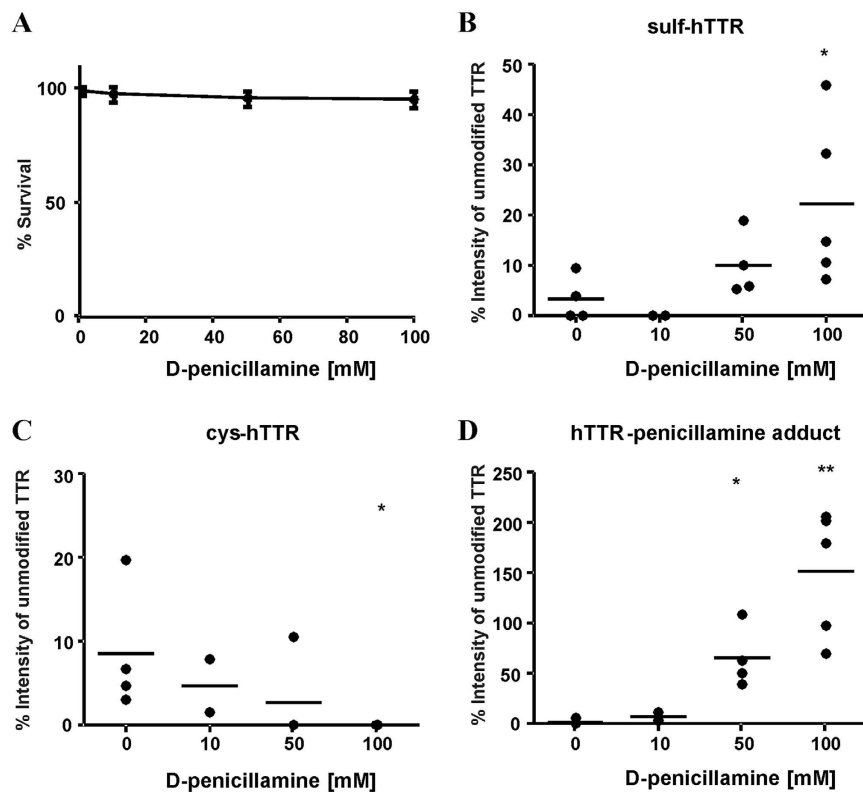 A
100
50
0
% Survival
0 20 40 60 80 100
D-penicillamine [mM]
B
sulf-hTTR
*
50
40
30
20
10
0
% Intensity of unmodified TTR
0 10 50 100
D-penicillamine [mM]
C
cys-hTTR
*
30
20
10
0
% Intensity of unmodified TTR
0 10 50 100
D-penicillamine [mM]
D
hTTR-penicillamine adduct
* **
250
200
150
100
50
0
% Intensity of unmodified TTR
0 10 50 100
D-penicillamine [mM]